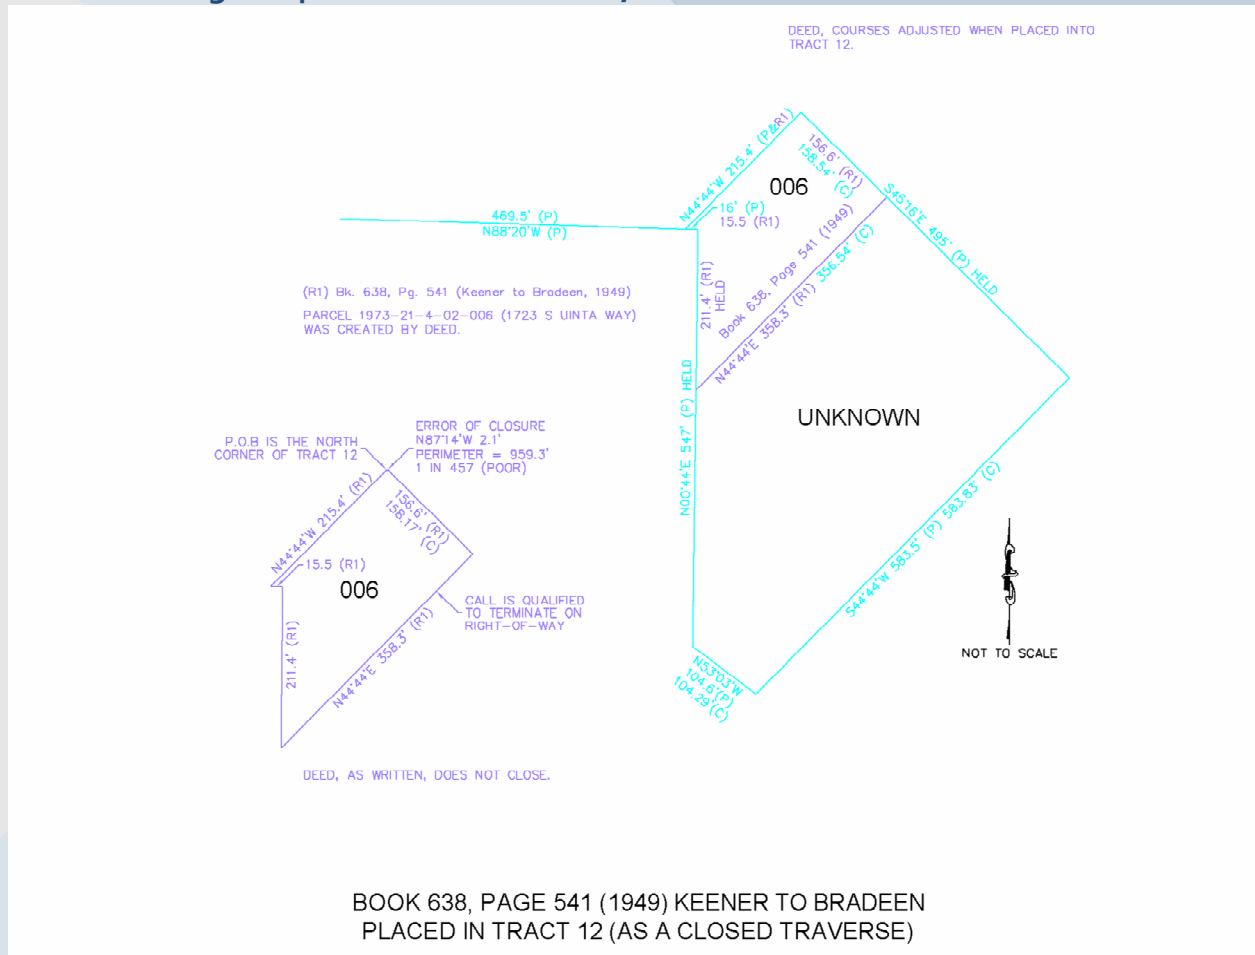 DEED, COURSES ADJUSTED WHEN PLACED INTO
TRACT 12.
N44°44'W 215.4' (P&R1)
156.6' (R1)
158.54' (C)
006
16' (P)
15.5 (R1)
469.5' (P)
N88°20'W (P)
S45°16'E 495' (P) HELD
211.4' (R1)
HELD
Book 638, Page 541 (1949)
N44°44'E 358.3' (R1) 356.54' (C)
(R1) Bk. 638, Pg. 541 (Keener to Bradeen, 1949)
PARCEL 1973-21-4-02-006 (1723 S UINTA WAY)
WAS CREATED BY DEED.
N00°44'E 547' (P) HELD
UNKNOWN
P.O.B IS THE NORTH
CORNER OF TRACT 12
ERROR OF CLOSURE
N87°14'W 2.1'
PERIMETER = 959.3'
1 IN 457 (POOR)
N44°44'W 215.4' (R1)
156.6' (R1)
158.17' (C)
15.5 (R1)
006
S44°44'W 583.5' (P) 583.83' (C)
CALL IS QUALIFIED
TO TERMINATE ON
RIGHT-OF-WAY
211.4' (R1)
N44°44'E 358.3' (R1)
NOT TO SCALE
N53°03'W
104.6'(P)
104.29'(C)
DEED, AS WRITTEN, DOES NOT CLOSE.
BOOK 638, PAGE 541 (1949) KEENER TO BRADEEN
PLACED IN TRACT 12 (AS A CLOSED TRAVERSE)